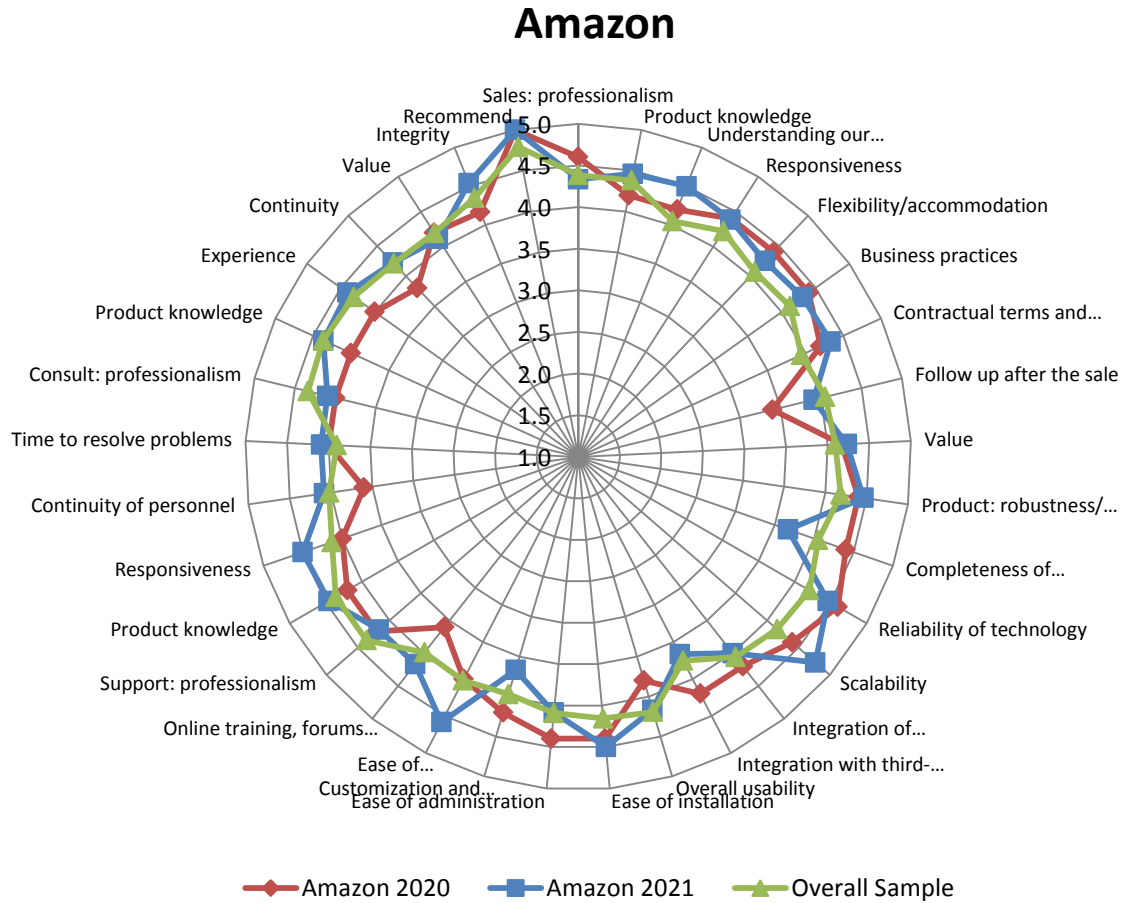 Amazon
Sales: professionalism
Product knowledge
Understanding our...
Responsiveness
Flexibility/accommodation
Business practices
Contractual terms and...
Follow up after the sale
Value
Product: robustness/...
Completeness of...
Reliability of technology
Scalability
Integration of...
Integration with third-...
Overall usability
Ease of installation
Ease of administration
Customization and...
Ease of...
Online training, forums...
Support: professionalism
Product knowledge
Responsiveness
Continuity of personnel
Time to resolve problems
Consult: professionalism
Product knowledge
Experience
Continuity
Value
Integrity
Recommend
5.0
4.5
4.0
3.5
3.0
2.5
2.0
1.5
1.0
Amazon 2020
Amazon 2021
Overall Sample